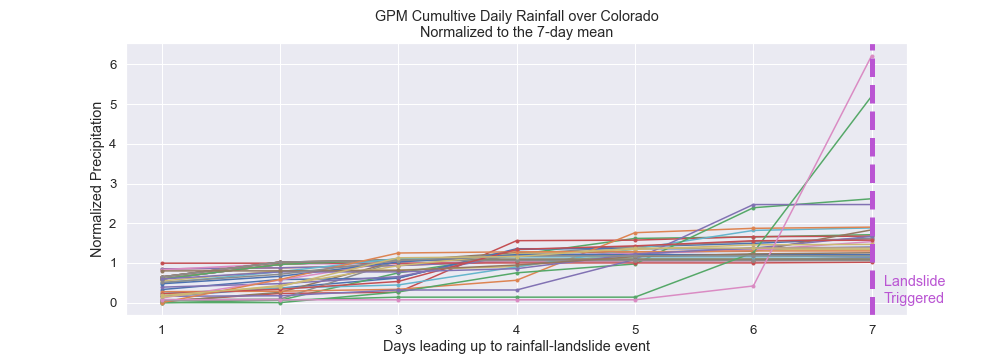 GPM Cumultive Daily Rainfall over Colorado
Normalized to the 7-day mean
Normalized Precipitation
6
5
4
3
2
1
0
Landslide
Triggered
1 2 3 4 5 6 7
Days leading up to rainfall-landslide event